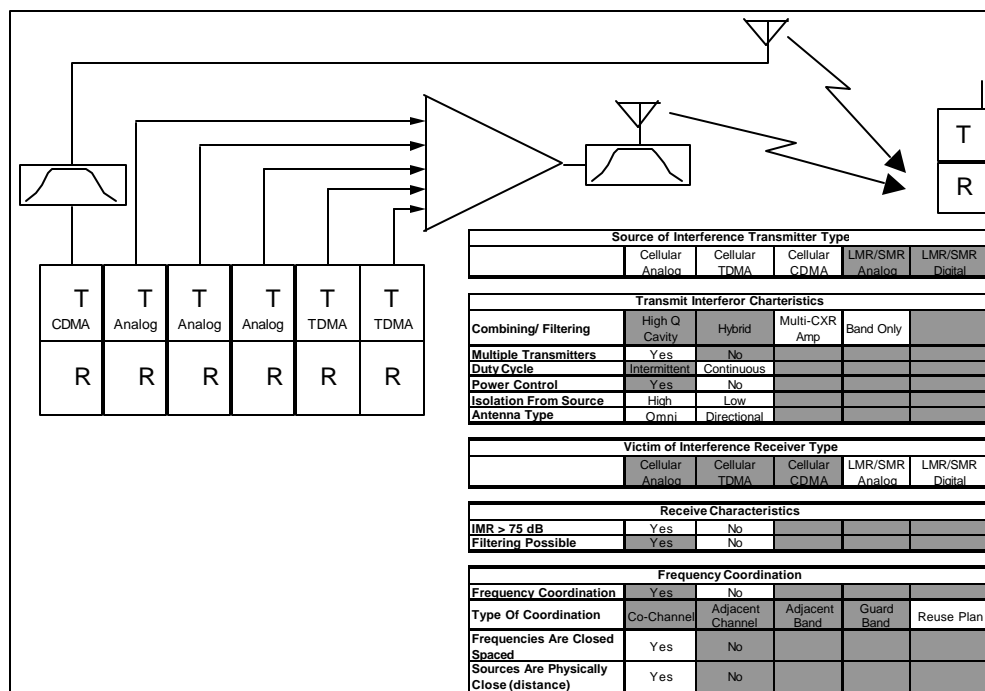 T
R
T T T T T T
CDMA Analog Analog Analog TDMA TDMA
R R R R R R
Source of Interference Transmitter Type
Cellular Analog Cellular TDMA Cellular CDMA LMR/SMR Analog LMR/SMR Digital
Transmit Interferor Charteristics
Combining/ Filtering High Q Cavity Hybrid Multi-CXR Amp Band Only
Multiple Transmitters Yes No
Duty Cycle Intermittent Continuous
Power Control Yes No
Isolation From Source High Low
Antenna Type Omni Directional
Victim of Interference Receiver Type
Cellular Analog Cellular TDMA Cellular CDMA LMR/SMR Analog LMR/SMR Digital
Receive Characteristics
IMR > 75 dB Yes No
Filtering Possible Yes No
Frequency Coordination
Frequency Coordination Yes No
Type Of Coordination Co-Channel Adjacent Channel Adjacent Band Guard Band Reuse Plan
Frequencies Are Closed Spaced Yes No
Sources Are Physically Close (distance) Yes No